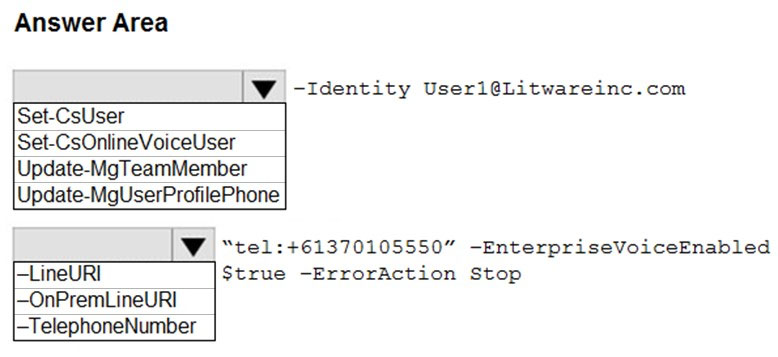 Answer Area
–Identity User1@Litwareinc.com
Set-CsUser
Set-CsOnlineVoiceUser
Update-MgTeamMember
Update-MgUserProfilePhone
“tel:+61370105550” –EnterpriseVoiceEnabled
$true –ErrorAction Stop
–LineURI
–OnPremLineURI
–TelephoneNumber